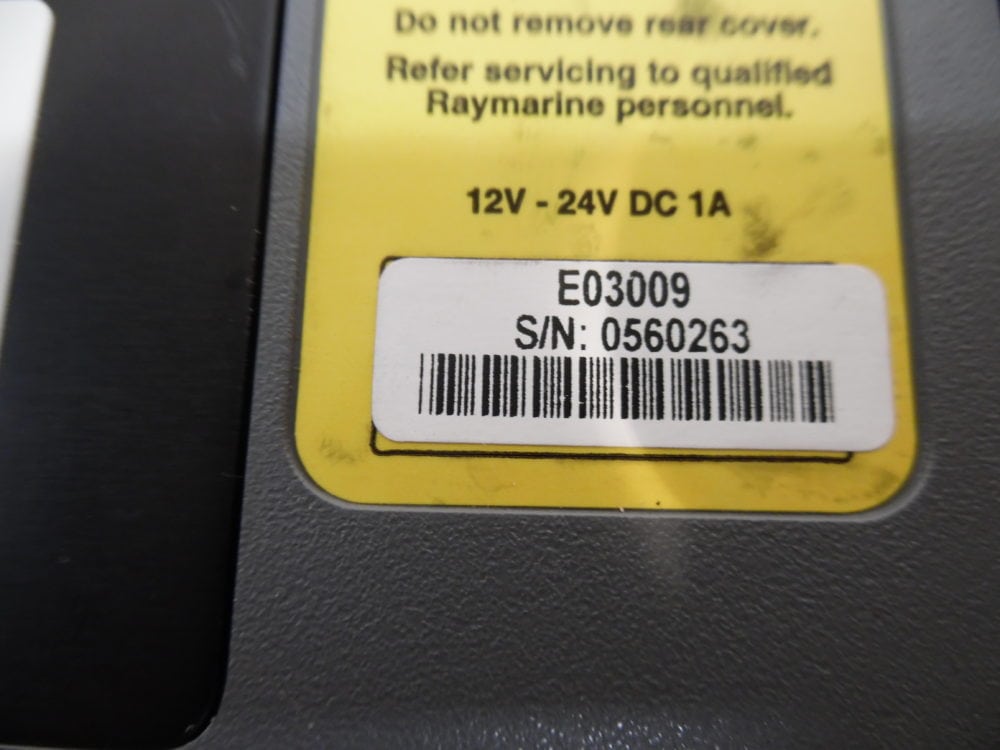 Do not remove rear cover.
Refer servicing to qualified
Raymarine personnel.
12V - 24V DC 1A
E03009
S/N: 0560263